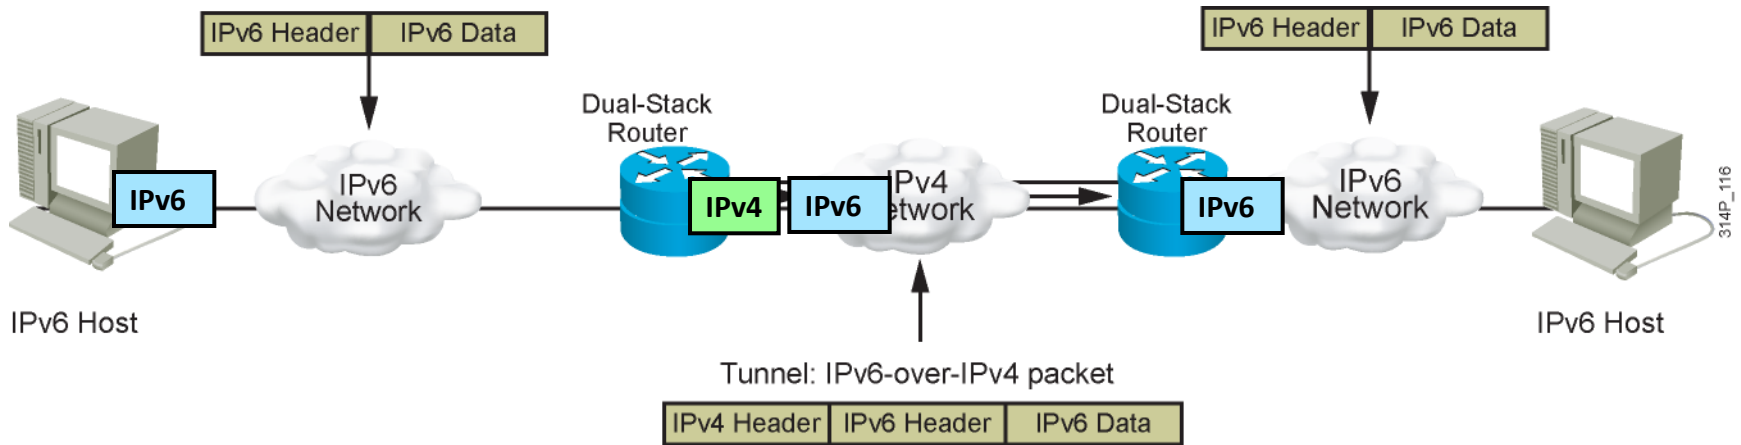 IPv6 Header IPv6 Data
IPv6 Header IPv6 Data
Dual-Stack
Router
Dual-Stack
Router
IPv6
IPv6
Network
IPv4
IPv6
IPv4
etwork
IPv6
IPv6
Network
314P_116
IPv6 Host
IPv6 Host
Tunnel: IPv6-over-IPv4 packet
IPv4 Header IPv6 Header IPv6 Data